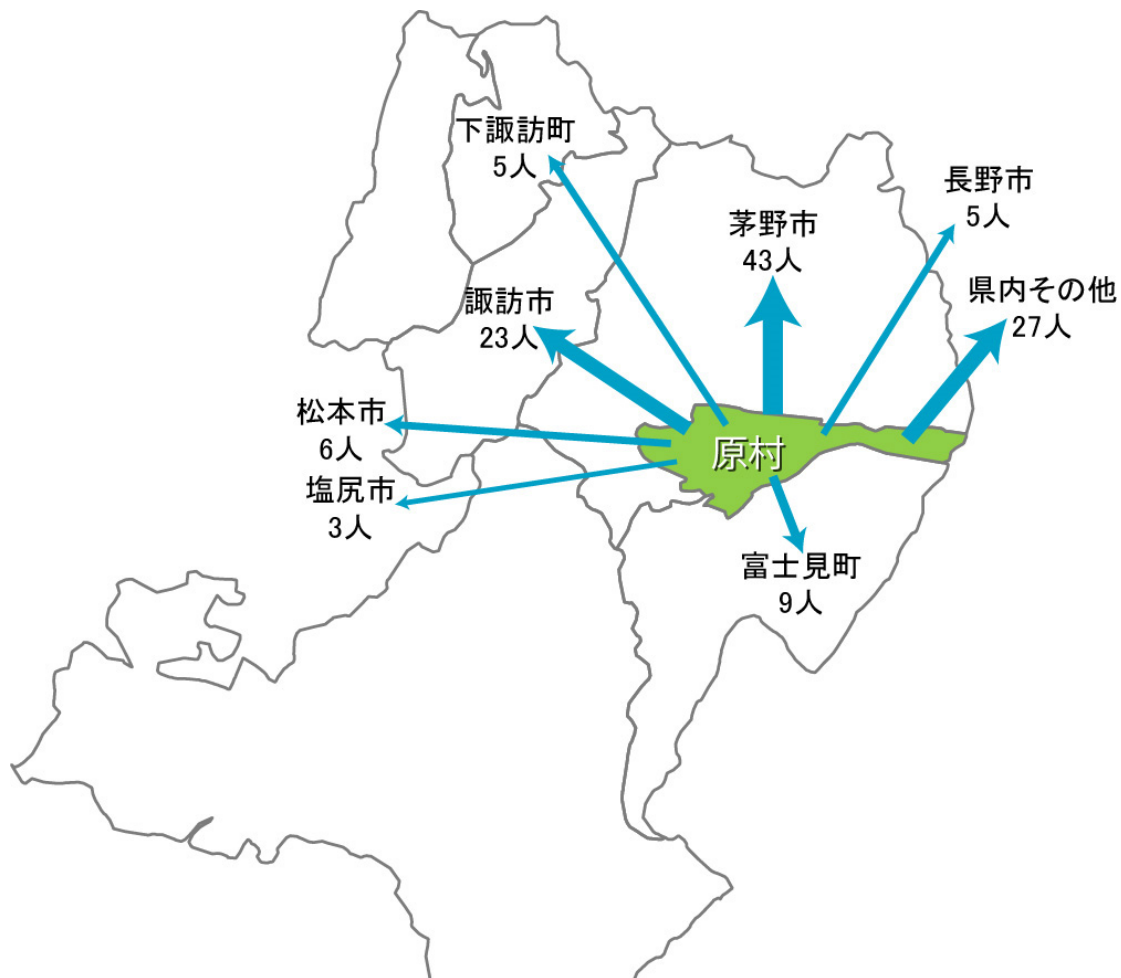 下諏訪町
5人
長野市
5人
茅野市
43人
県内その他
27人
諏訪市
23人
松本市
6人
原村
塩尻市
3人
富士見町
9人